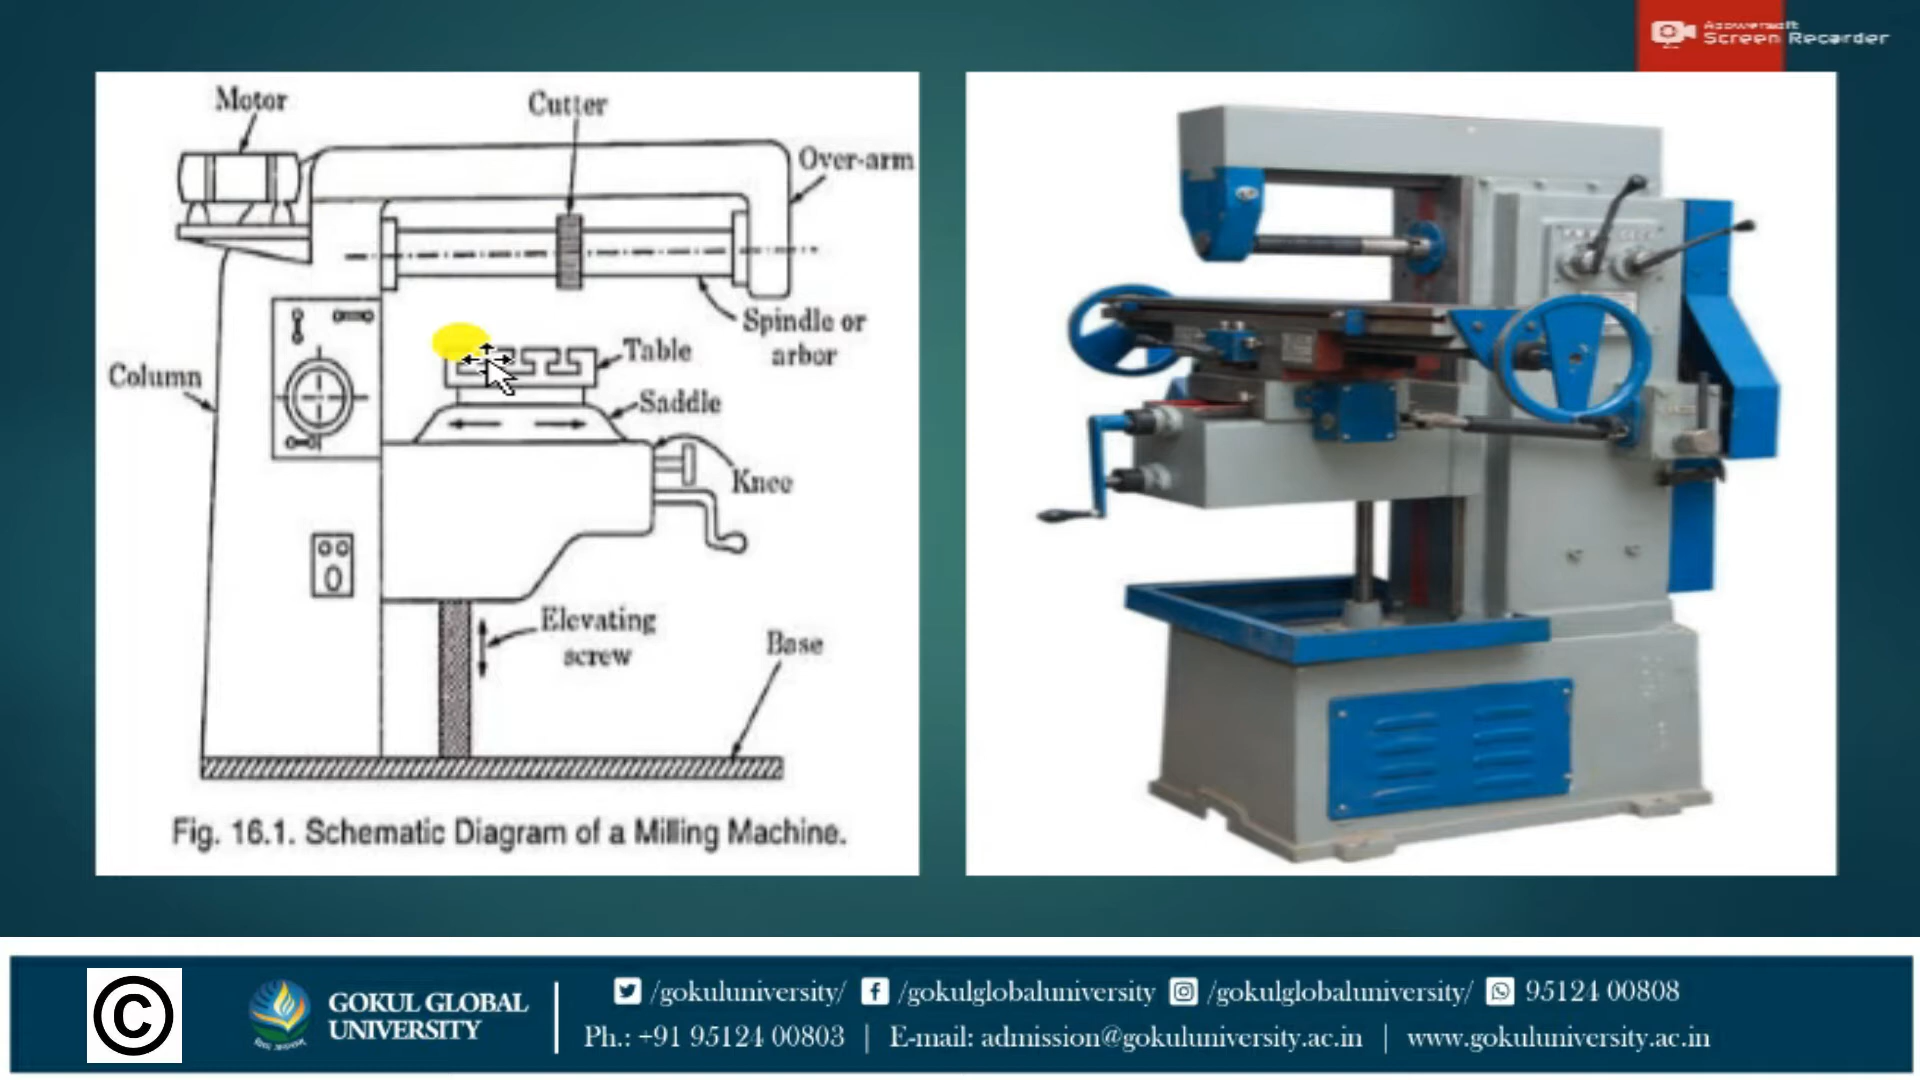 Apowersoft
Screen Recorder
Motor
Cutter
Over-arm
Spindle or
arbor
Table
Column
Saddle
Knee
Elevating
screw
Base
Fig. 16.1. Schematic Diagram of a Milling Machine.
©
GOKUL GLOBAL
UNIVERSITY
/gokuluniversity/ /gokulglobaluniversity /gokulglobaluniversity/ 95124 00808
Ph.: +91 95124 00803 | E-mail: admission@gokuluniversity.ac.in | www.gokuluniversity.ac.in